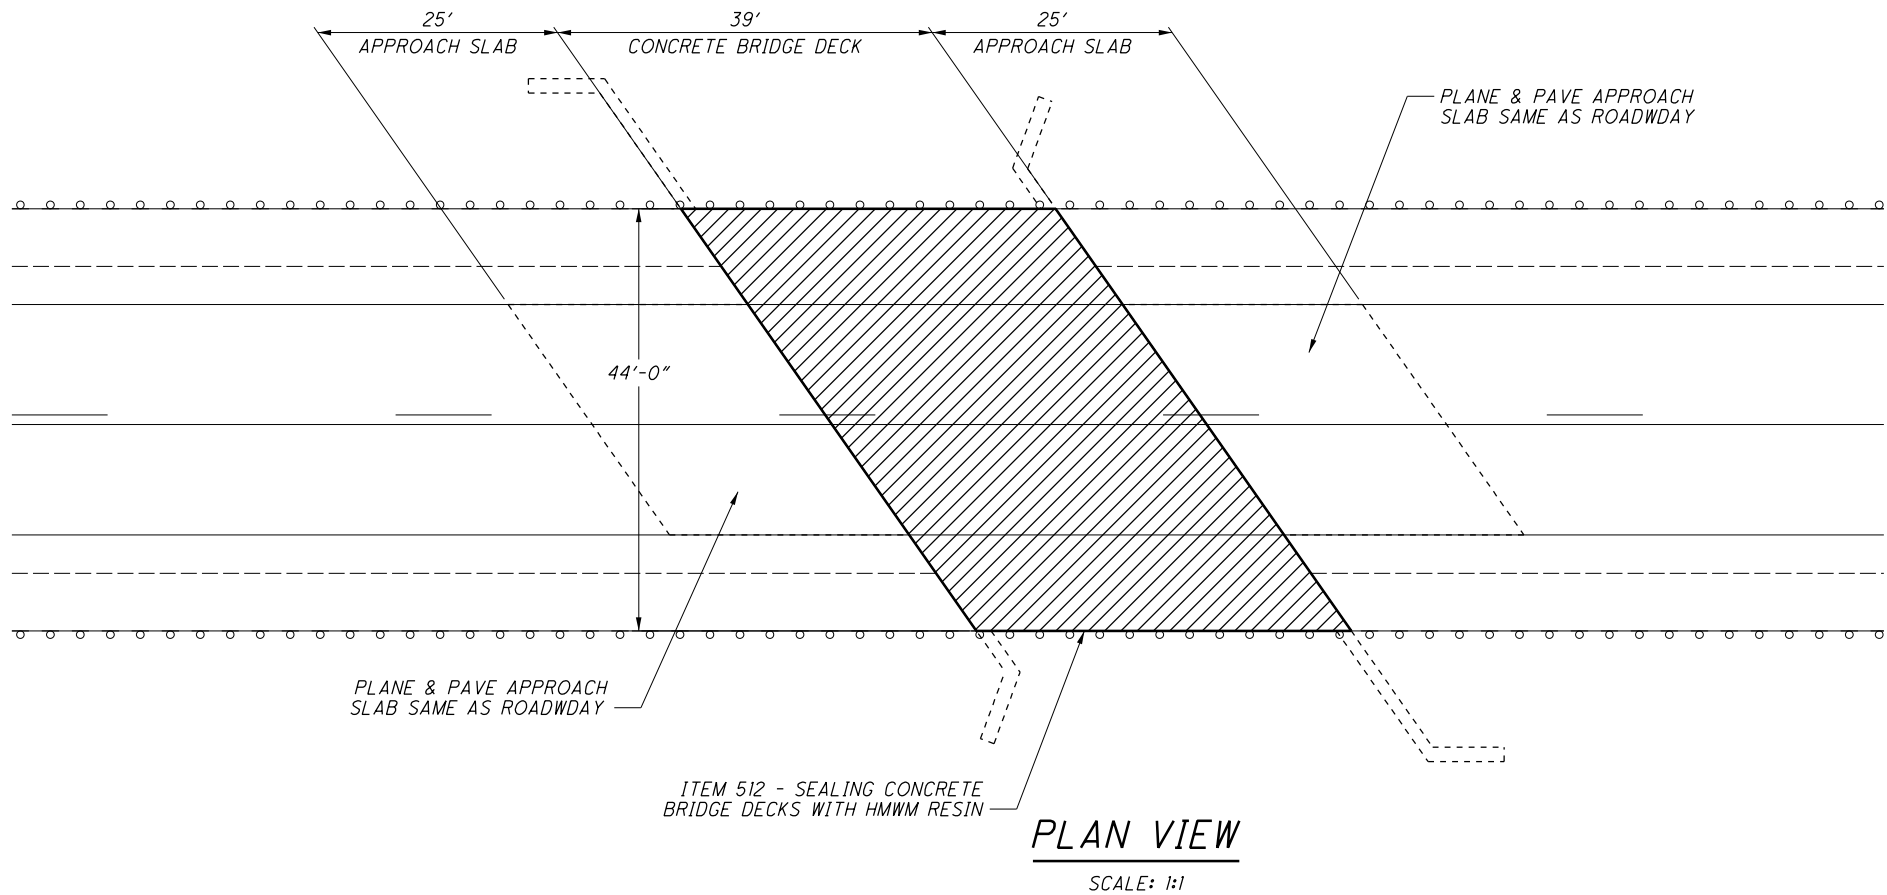 25'
APPROACH SLAB
39'
CONCRETE BRIDGE DECK
25'
APPROACH SLAB
PLANE & PAVE APPROACH
SLAB SAME AS ROADWDAY
44'-0"
PLANE & PAVE APPROACH
SLAB SAME AS ROADWDAY
ITEM 512 - SEALING CONCRETE
BRIDGE DECKS WITH HMWM RESIN
PLAN VIEW
SCALE: 1:1